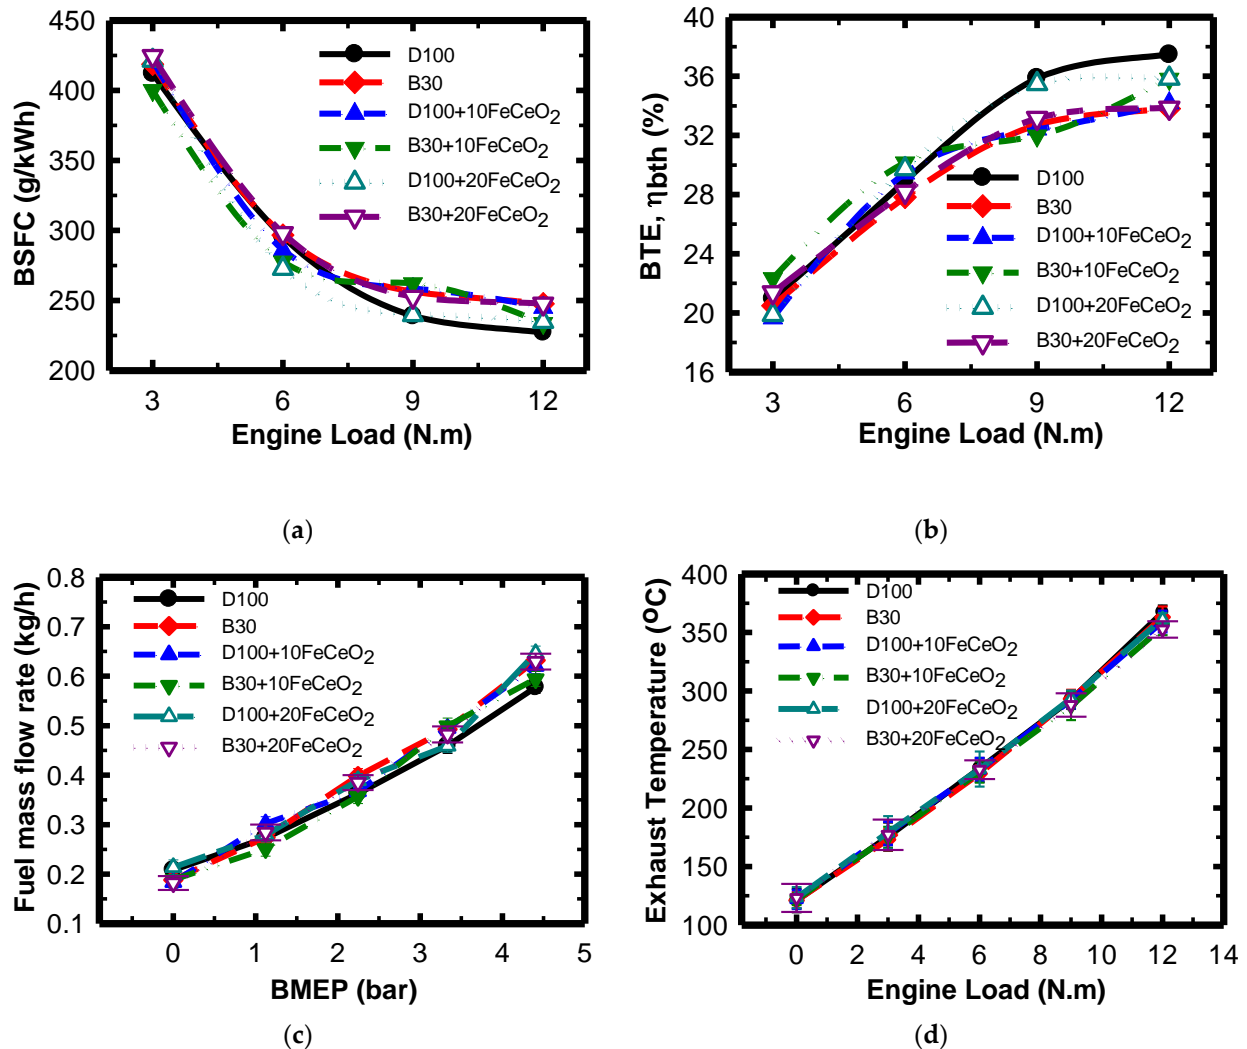 450
400
350
300
250
200
BSFC (g/kWh)
D100
B30
D100+10FeCeO2
B30+10FeCeO2
D100+20FeCeO2
B30+20FeCeO2
3 6 9 12
Engine Load (N.m)
(a)
40
36
32
28
24
20
16
BTE, ηbth (%)
D100
B30
D100+10FeCeO2
B30+10FeCeO2
D100+20FeCeO2
B30+20FeCeO2
3 6 9 12
Engine Load (N.m)
(b)
0.8
0.7
0.6
0.5
0.4
0.3
0.2
0.1
Fuel mass flow rate (kg/h)
D100
B30
D100+10FeCeO2
B30+10FeCeO2
D100+20FeCeO2
B30+20FeCeO2
0 1 2 3 4 5
BMEP (bar)
(c)
400
350
300
250
200
150
100
Exhaust Temperature (oC)
D100
B30
D100+10FeCeO2
B30+10FeCeO2
D100+20FeCeO2
B30+20FeCeO2
0 2 4 6 8 10 12 14
Engine Load (N.m)
(d)